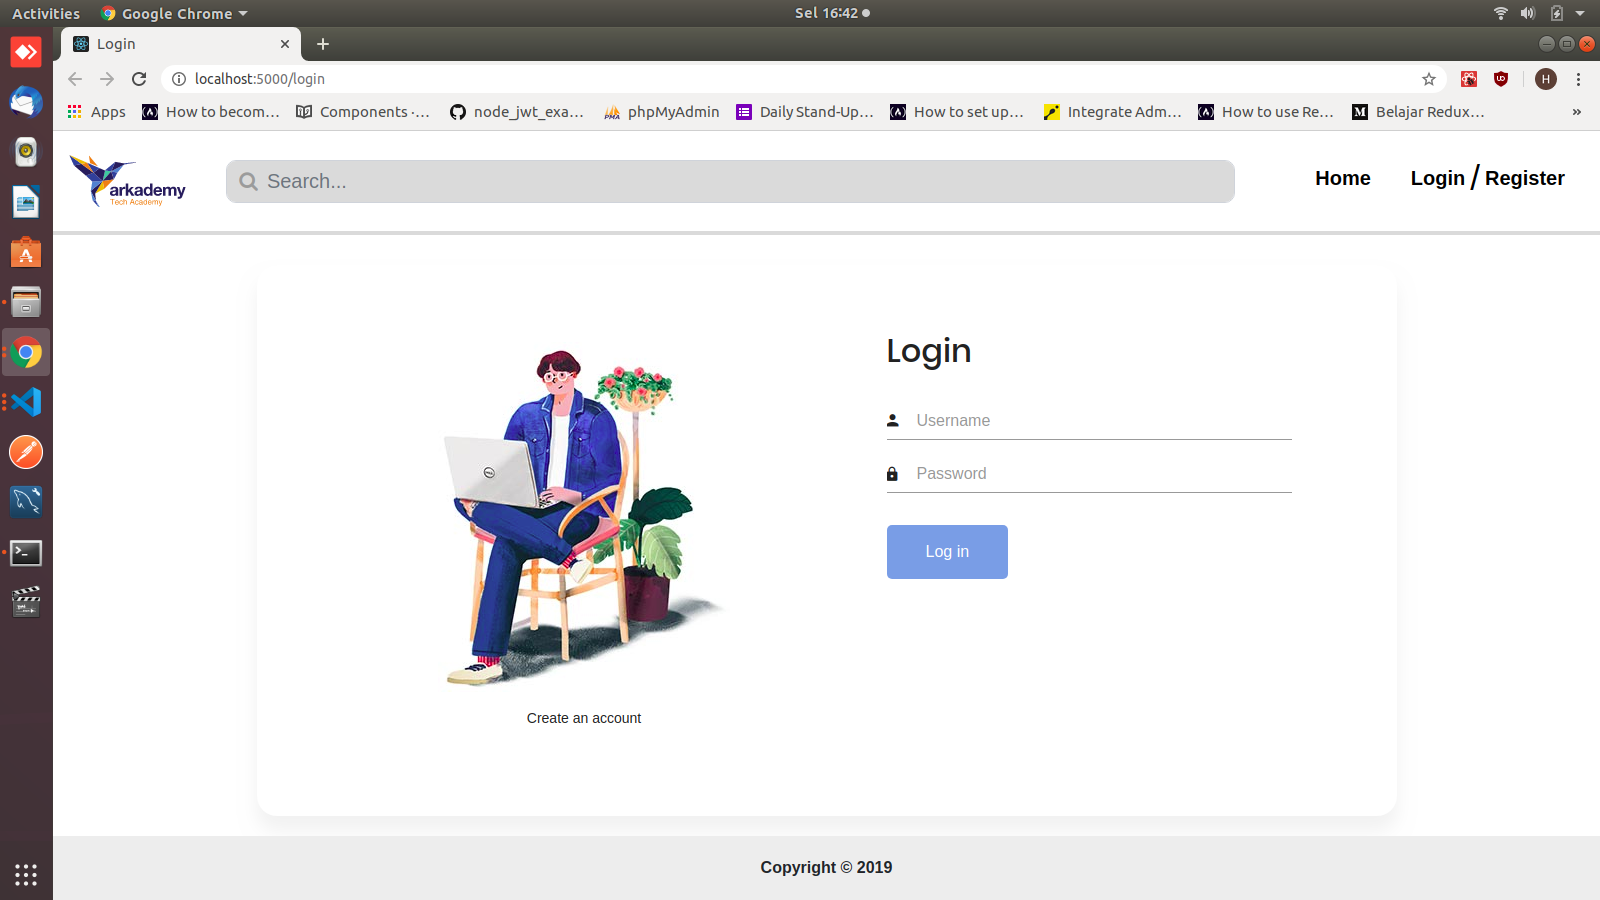 Activities Google Chrome Sel 16:42
Login
localhost:5000/login H
Apps How to becom... Components ·... node_jwt_exa... phpMyAdmin Daily Stand-Up... How to set up... Integrate Adm... How to use Re... Belajar Redux... »
arkademy
Tech Academy
Search...
Home Login / Register
Login
Username
Password
Log in
DELL
Create an account
Copyright © 2019